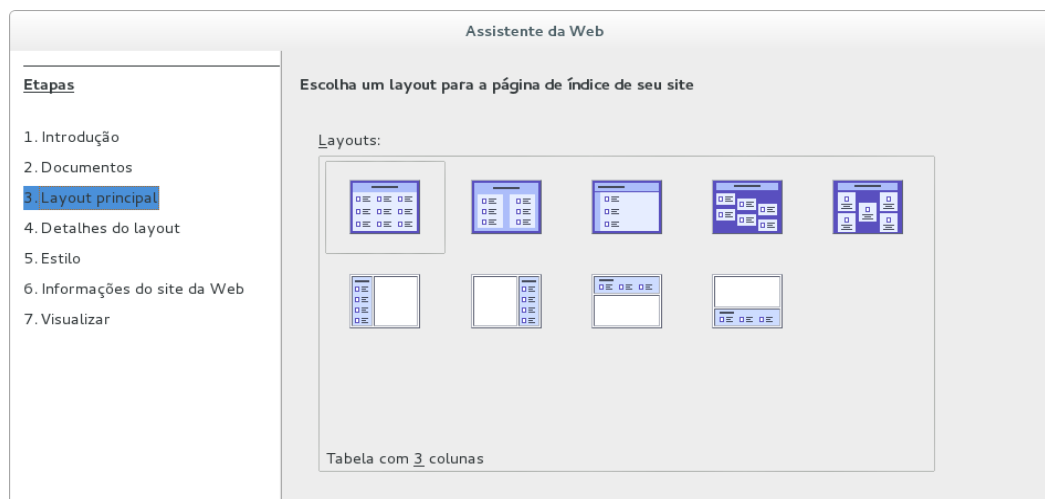 Assistente da Web
Etapas
1. Introdução
2. Documentos
3. Layout principal
4. Detalhes do layout
5. Estilo
6. Informações do site da Web
7. Visualizar
Escolha um layout para a página de índice de seu site
Layouts:
Tabela com 3 colunas